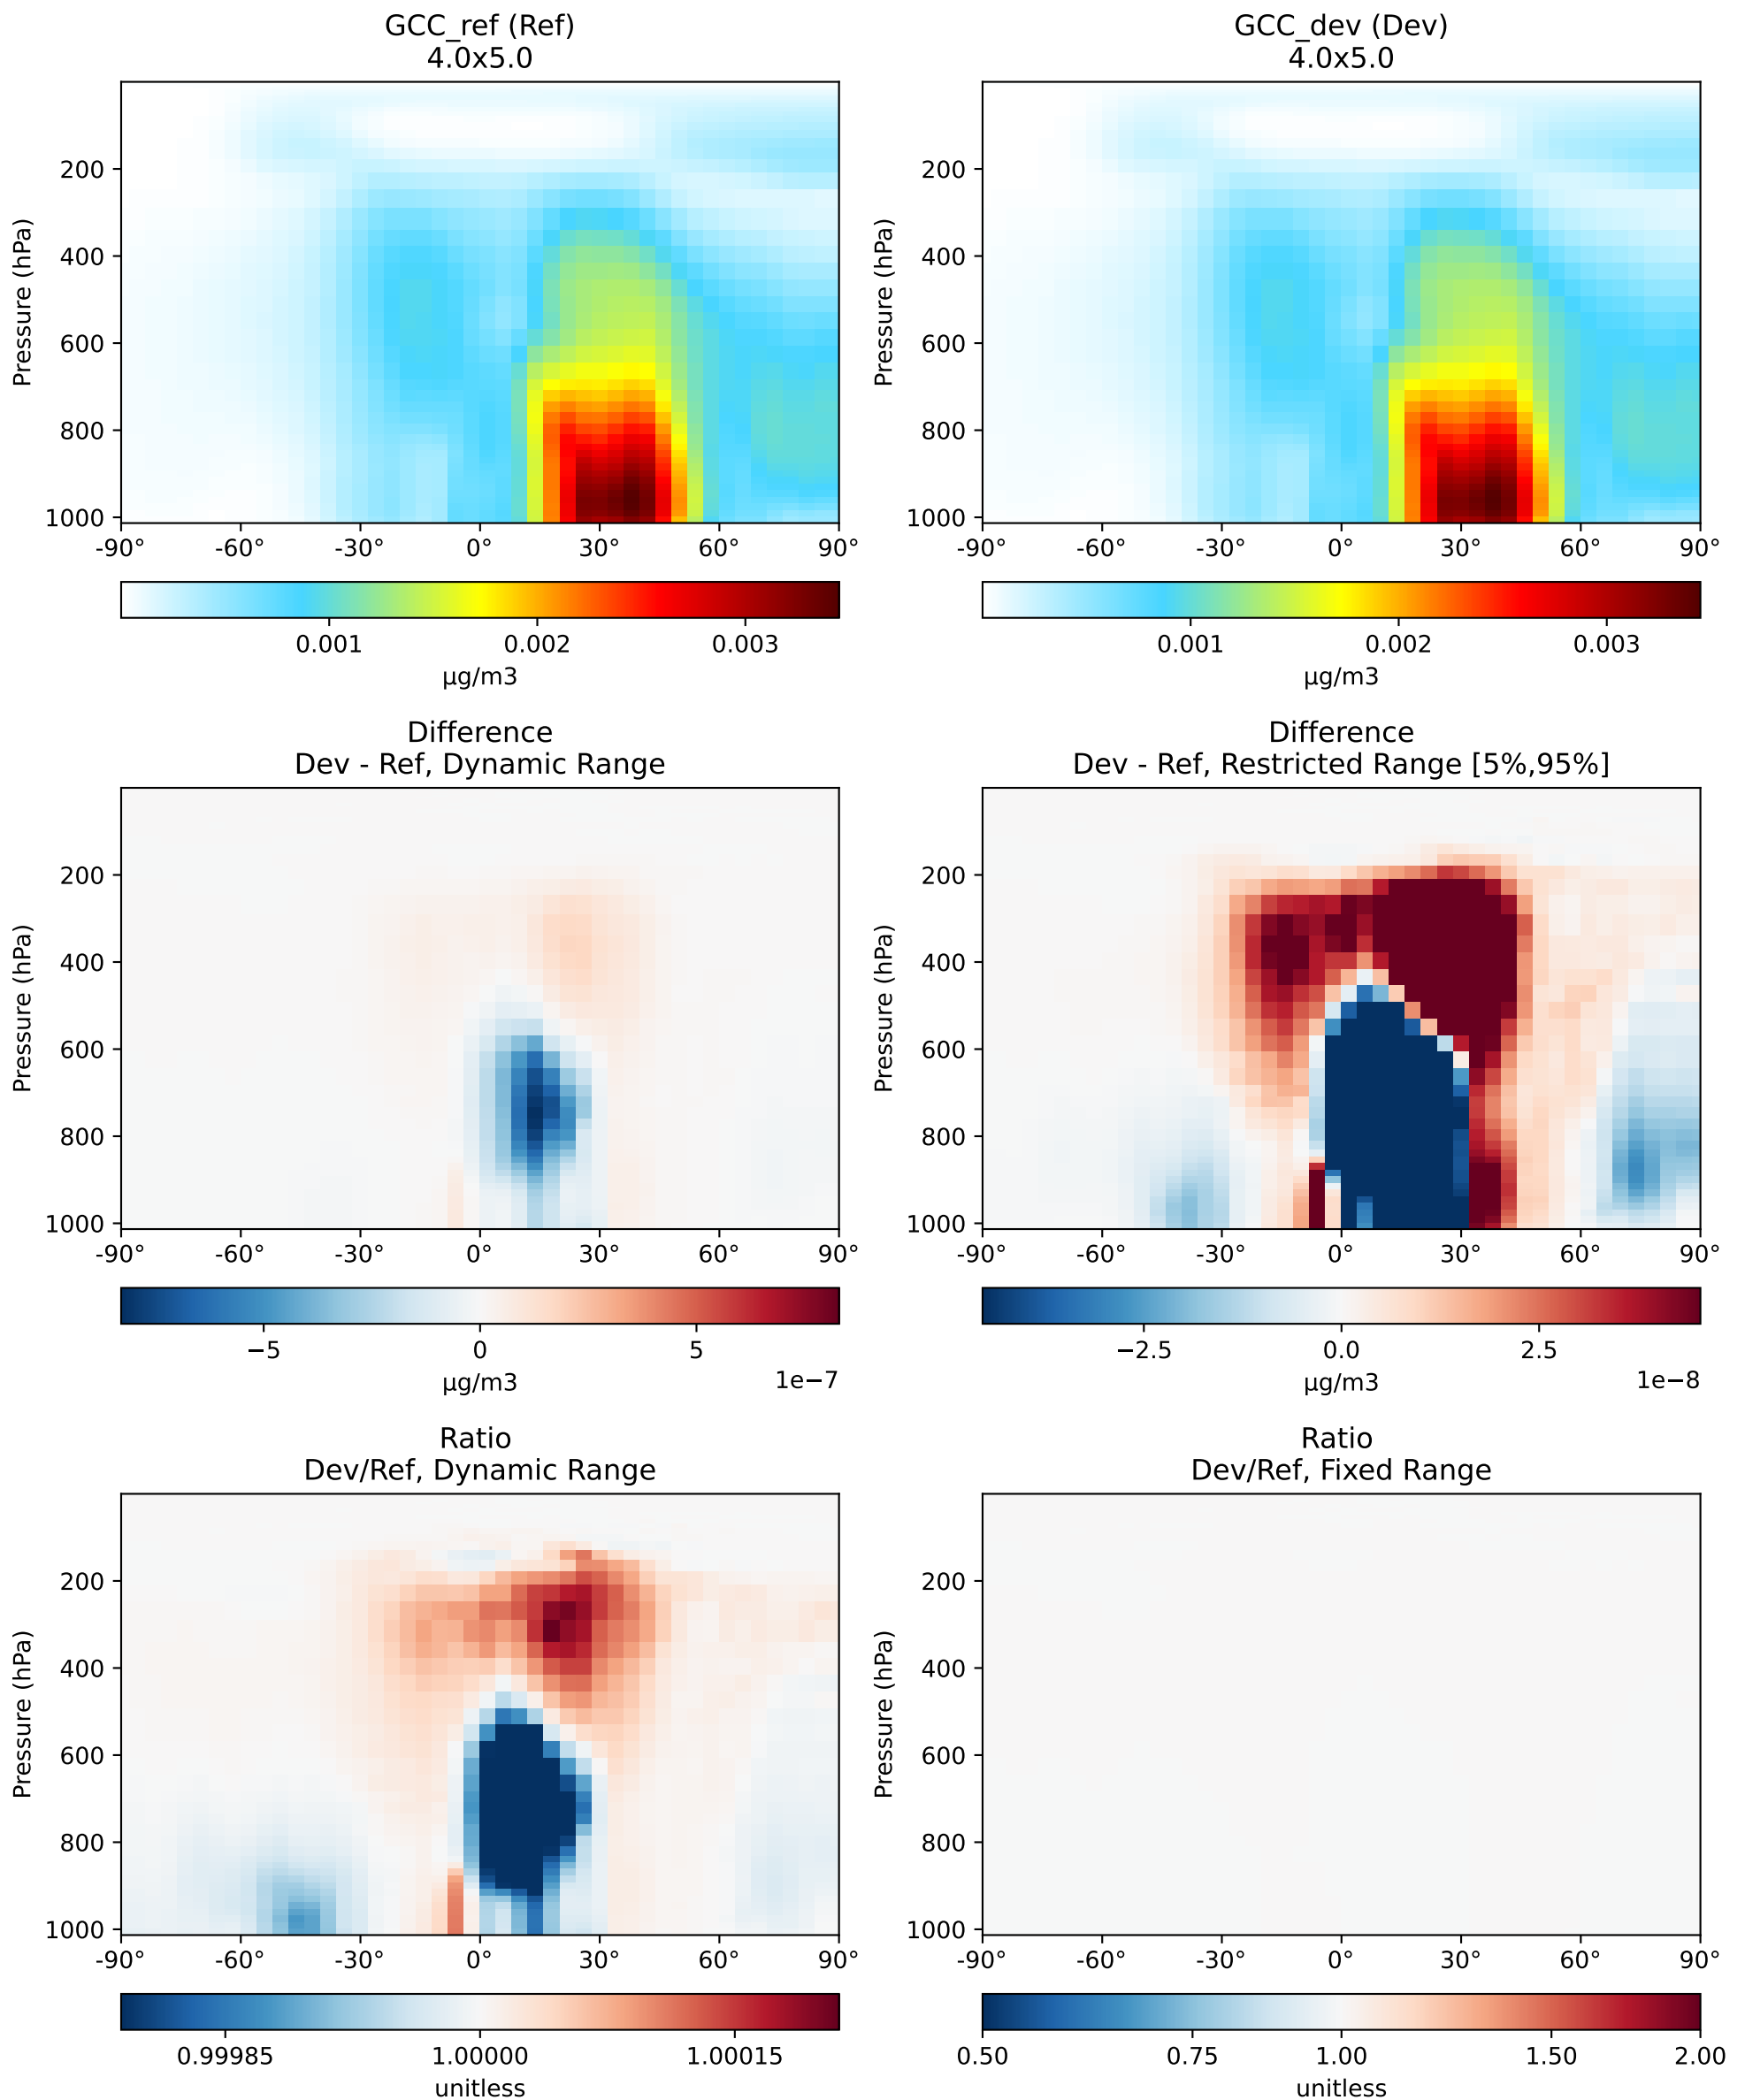 GCC_ref (Ref)
4.0x5.0
Pressure (hPa)
200
400
600
800
1000
-90° -60° -30° 0° 30° 60° 90°
0.001 0.002 0.003
µg/m3
GCC_dev (Dev)
4.0x5.0
Pressure (hPa)
200
400
600
800
1000
-90° -60° -30° 0° 30° 60° 90°
0.001 0.002 0.003
µg/m3
Difference
Dev - Ref, Dynamic Range
Pressure (hPa)
200
400
600
800
1000
-90° -60° -30° 0° 30° 60° 90°
−5 0 5
µg/m3 1e−7
Difference
Dev - Ref, Restricted Range [5%,95%]
Pressure (hPa)
200
400
600
800
1000
-90° -60° -30° 0° 30° 60° 90°
−2.5 0.0 2.5
µg/m3 1e−8
Ratio
Dev/Ref, Dynamic Range
Pressure (hPa)
200
400
600
800
1000
-90° -60° -30° 0° 30° 60° 90°
0.99985 1.00000 1.00015
unitless
Ratio
Dev/Ref, Fixed Range
Pressure (hPa)
200
400
600
800
1000
-90° -60° -30° 0° 30° 60° 90°
0.50 0.75 1.00 1.50 2.00
unitless